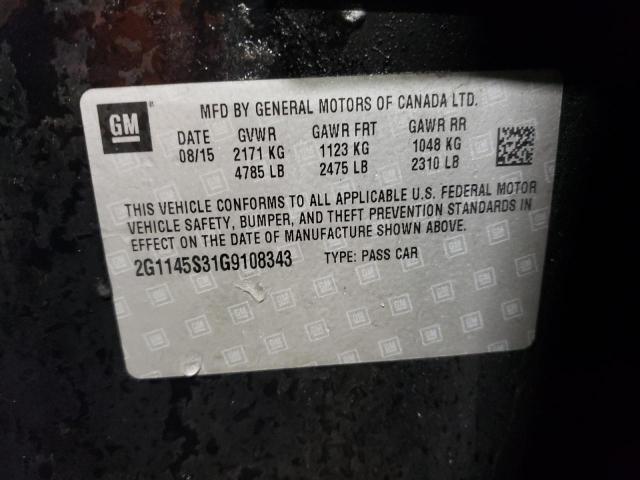 GM
MFD BY GENERAL MOTORS OF CANADA LTD.
DATE GVWR GAWR FRT GAWR RR
08/15 2171 KG 1123 KG 1048 KG
4785 LB 2475 LB 2310 LB
THIS VEHICLE CONFORMS TO ALL APPLICABLE U.S. FEDERAL MOTOR
VEHICLE SAFETY, BUMPER, AND THEFT PREVENTION STANDARDS IN
EFFECT ON THE DATE OF MANUFACTURE SHOWN ABOVE.
2G1145S31G9108343 TYPE: PASS CAR